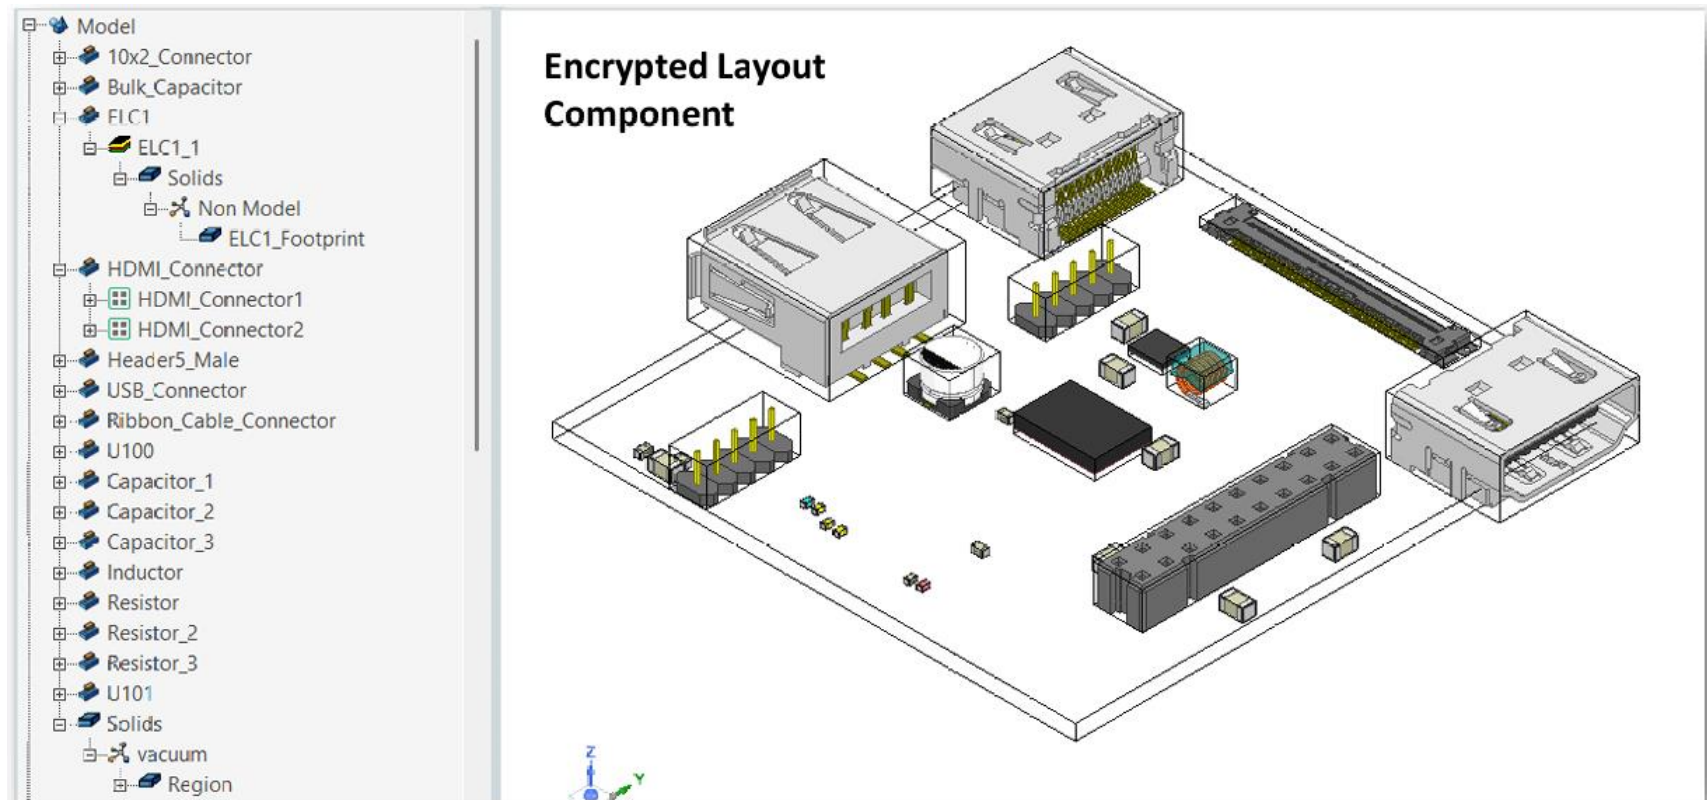 Model
10x2_Connector
Bulk_Capacitor
ELC1
ELC1_1
Solids
Non Model
ELC1_Footprint
HDMI_Connector
HDMI_Connector1
HDMI_Connector2
Header5_Male
USB_Connector
Ribbon_Cable_Connector
U100
Capacitor_1
Capacitor_2
Capacitor_3
Inductor
Resistor
Resistor_2
Resistor_3
U101
Solids
vacuum
Region
Encrypted Layout
Component
Z
Y